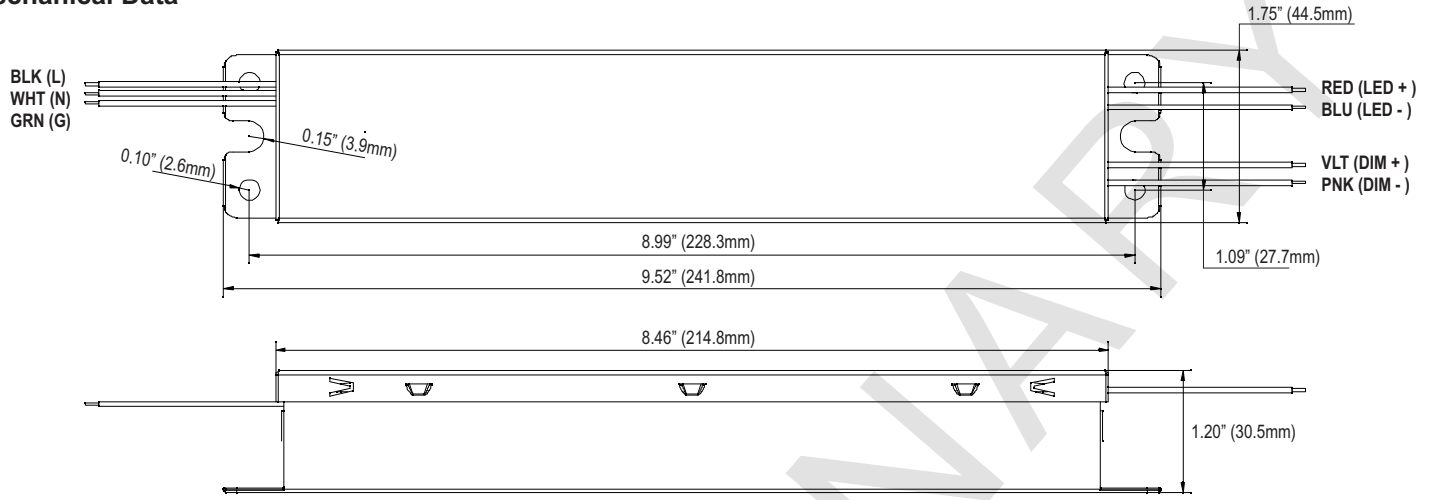 1.75” (44.5mm)
BLK (L)
WHT (N)
GRN (G)
RED (LED + )
BLU (LED - )
VLT (DIM + )
PNK (DIM - )
0.15” (3.9mm)
0.10” (2.6mm)
8.99” (228.3mm)
1.09” (27.7mm)
9.52” (241.8mm)
8.46” (214.8mm)
1.20” (30.5mm)
NARY